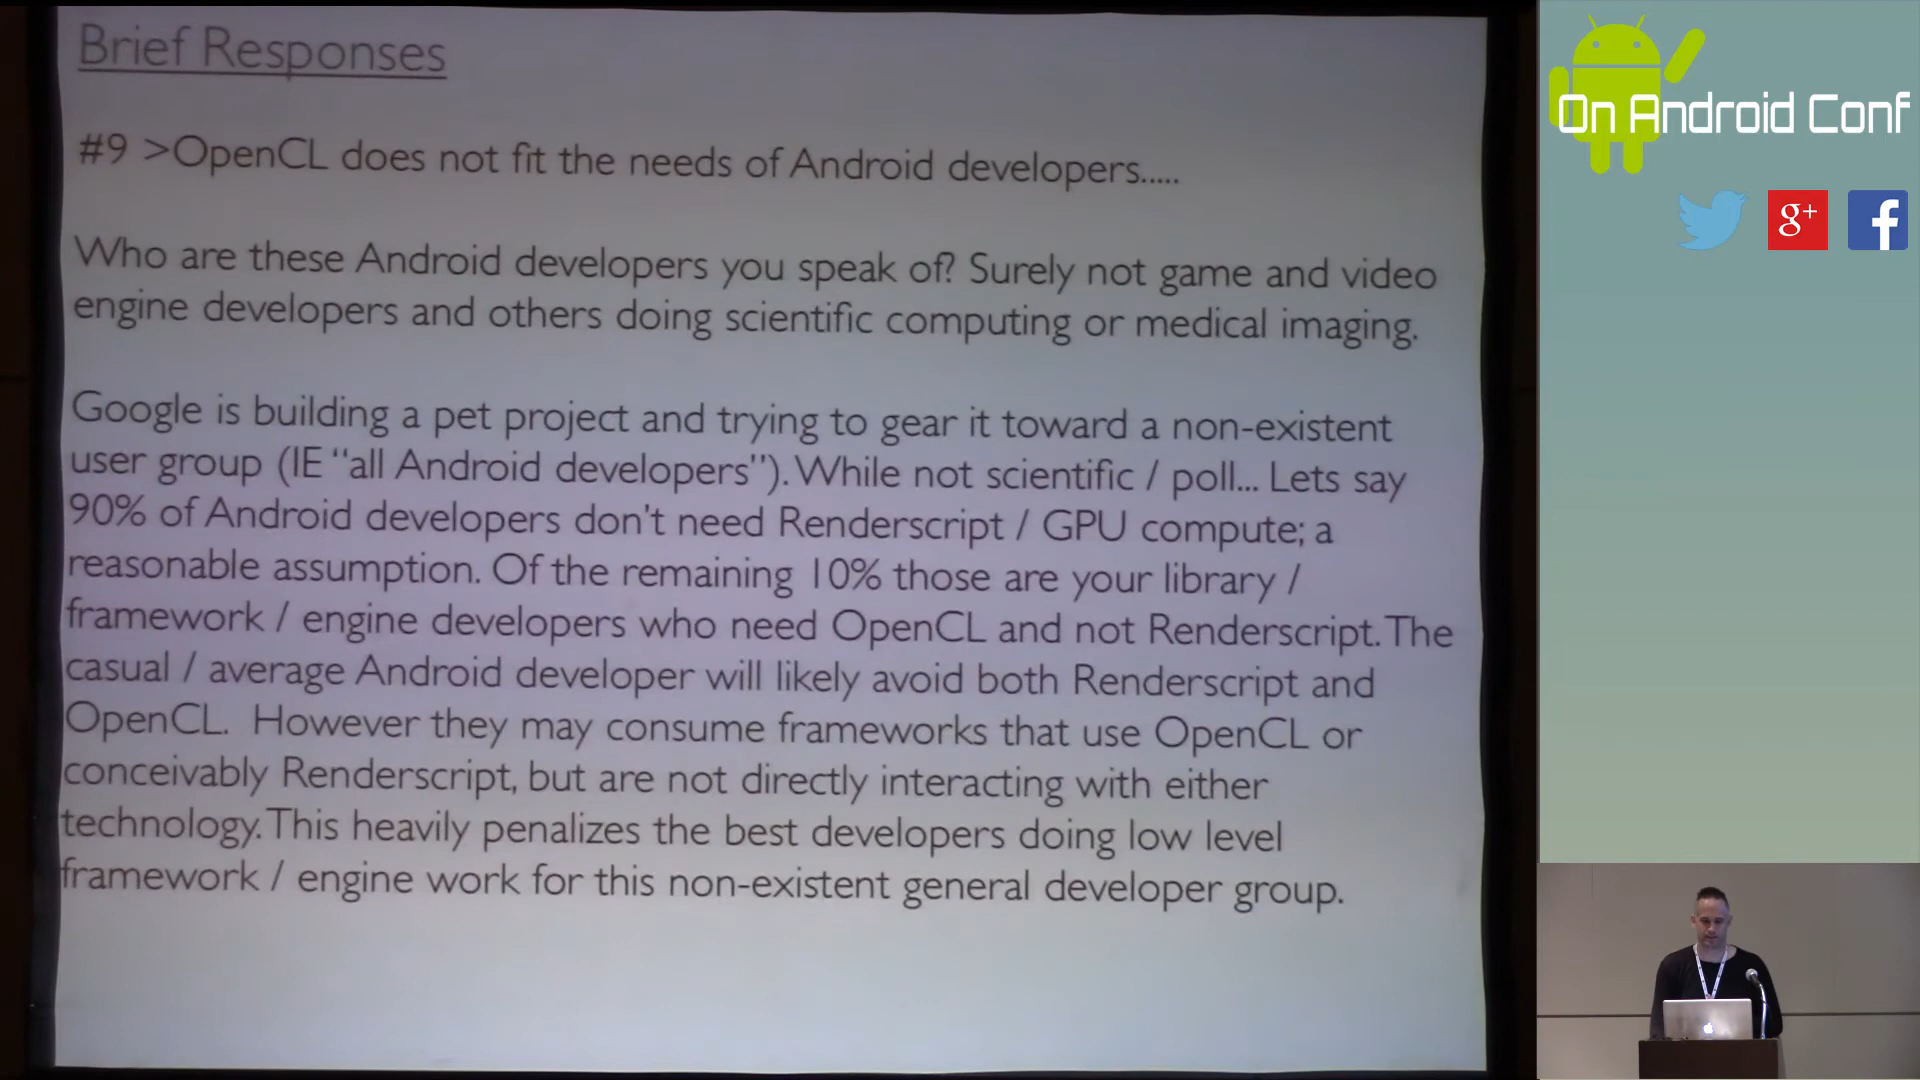 Brief Responses
#9 >OpenCL does not fit the needs of Android developers.....
Who are these Android developers you speak of? Surely not game and video
engine developers and others doing scientific computing or medical imaging.
Google is building a pet project and trying to gear it toward a non-existent
user group (IE "all Android developers"). While not scientific / poll... Lets say
90% of Android developers don't need Renderscript / GPU compute; a
reasonable assumption. Of the remaining 10% those are your library /
framework / engine developers who need OpenCL and not Renderscript. The
casual / average Android developer will likely avoid both Renderscript and
OpenCL. However they may consume frameworks that use OpenCL or
conceivably Renderscript, but are not directly interacting with either
technology. This heavily penalizes the best developers doing low level
framework / engine work for this non-existent general developer group.
On Android Conf
g+
f